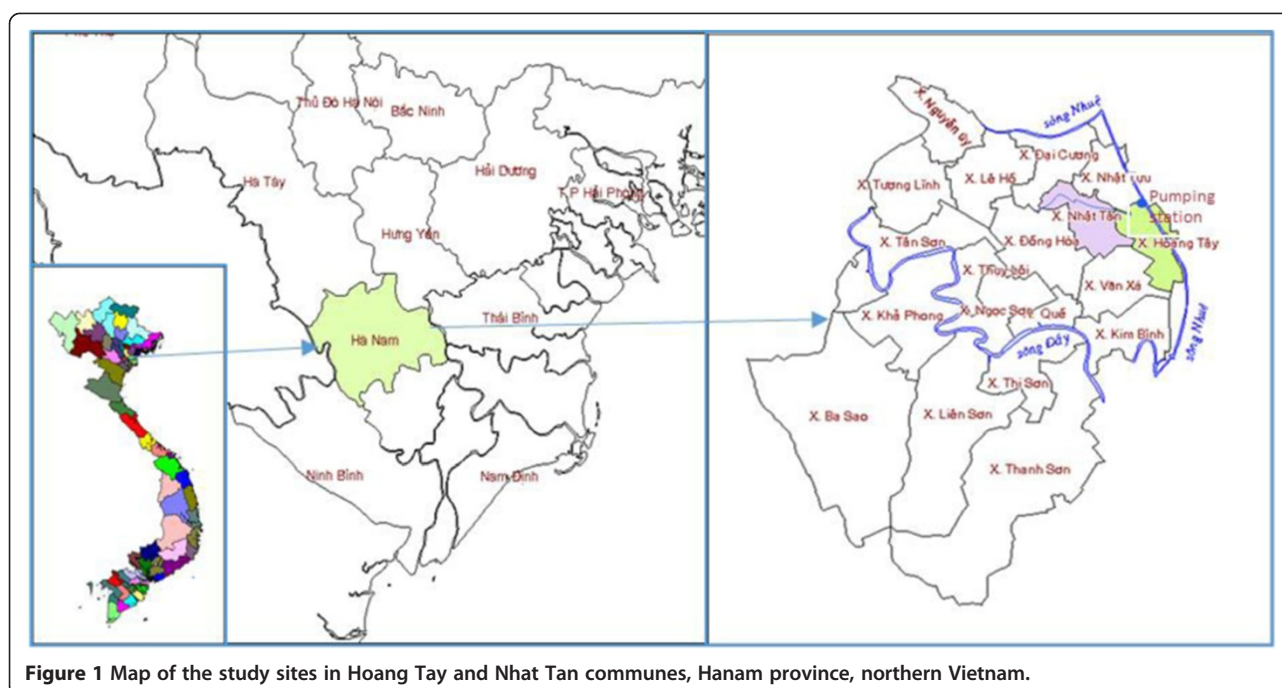 Thủ Đô Hà Nội
Bắc Ninh
Hà Tây
Hải Dương
T.P Hải Phòng
Hưng Yên
Hà Nam
Thái Bình
Ninh Bình
Nam Định
X. Nguyễn Úy
sông Nhuệ
X. Đại Cương
X. Lê Hồ
X. Nhật Tựu
X. Tượng Lĩnh
Pumping
station
X. Nhật Tân
X. Tân Sơn
X. Đồng Hóa
X. Hoàng Tây
X. Thụy Lôi
X. Văn Xá
X. Khả Phong
X. Ngọc Sơn
Quế
X. Kim Bình
sông Nhuệ
sông Đáy
X. Thi Sơn
X. Ba Sao
X. Liên Sơn
X. Thanh Sơn
Figure 1 Map of the study sites in Hoang Tay and Nhat Tan communes, Hanam province, northern Vietnam.